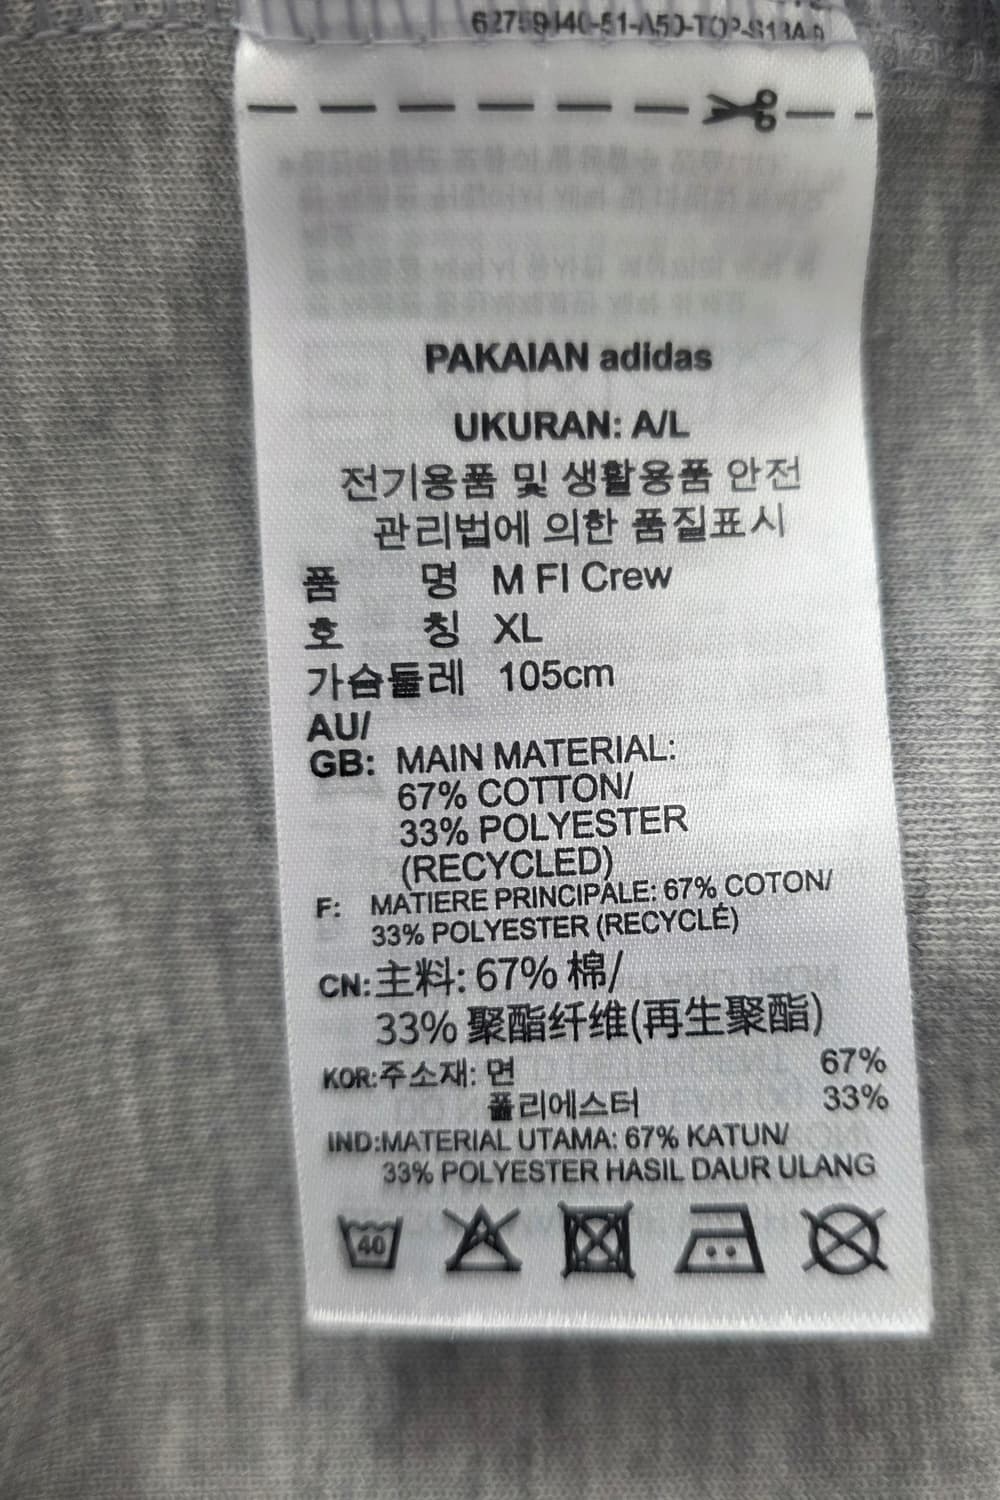 PAKAIAN adidas
UKURAN: A/L
전기용품 및 생활용품 안전
관리법에 의한 품질표시
품 명 M FI Crew
호 칭 XL
가슴둘레 105cm
AU/
GB: MAIN MATERIAL:
67% COTTON/
33% POLYESTER
(RECYCLED)
F: MATIERE PRINCIPALE: 67% COTON/
33% POLYESTER (RECYCLÉ)
CN: 主料: 67% 棉/
33% 聚酯纤维(再生聚酯)
KOR: 주소재: 면 67%
폴리에스터 33%
IND: MATERIAL UTAMA: 67% KATUN/
33% POLYESTER HASIL DAUR ULANG
40